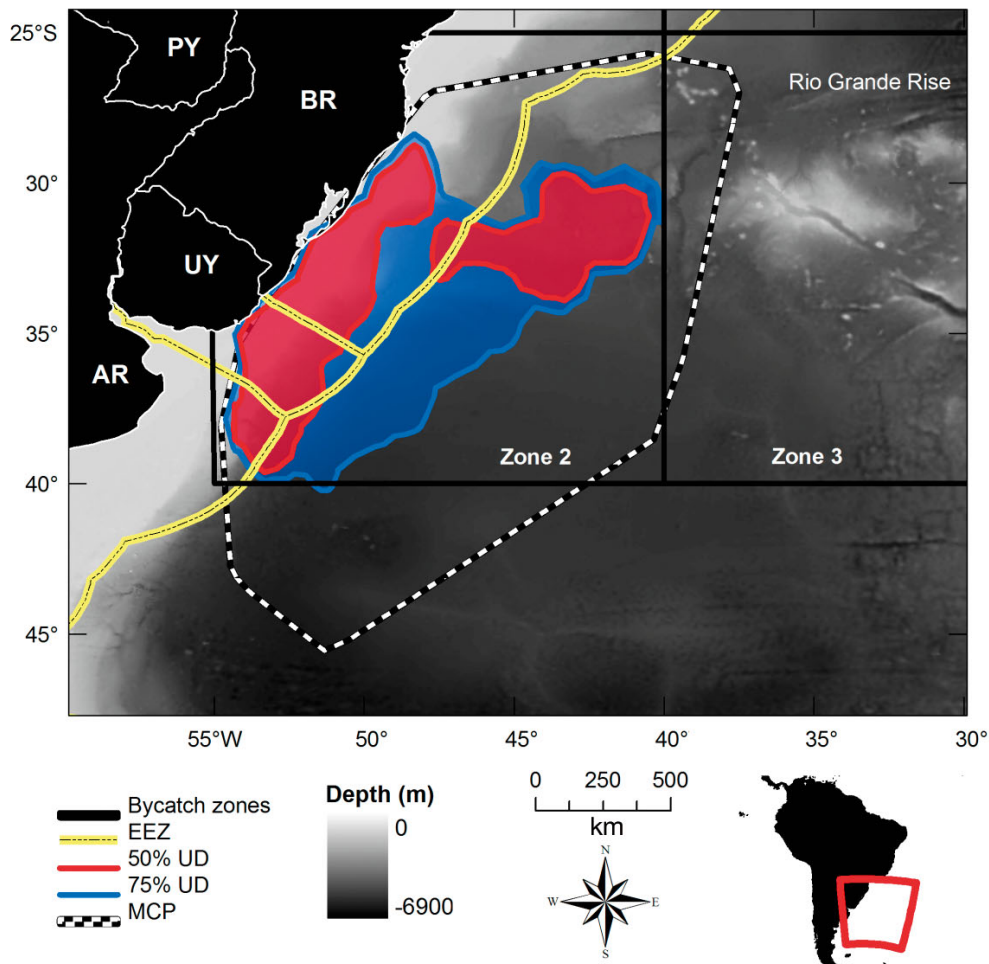 25°S
30°
35°
40°
45°
PY
BR
UY
AR
Rio Grande Rise
Zone 2
Zone 3
55°W
50°
45°
40°
35°
30°
Bycatch zones
EEZ
50% UD
75% UD
MCP
Depth (m)
0
-6900
0 250 500
km
N
W E
S